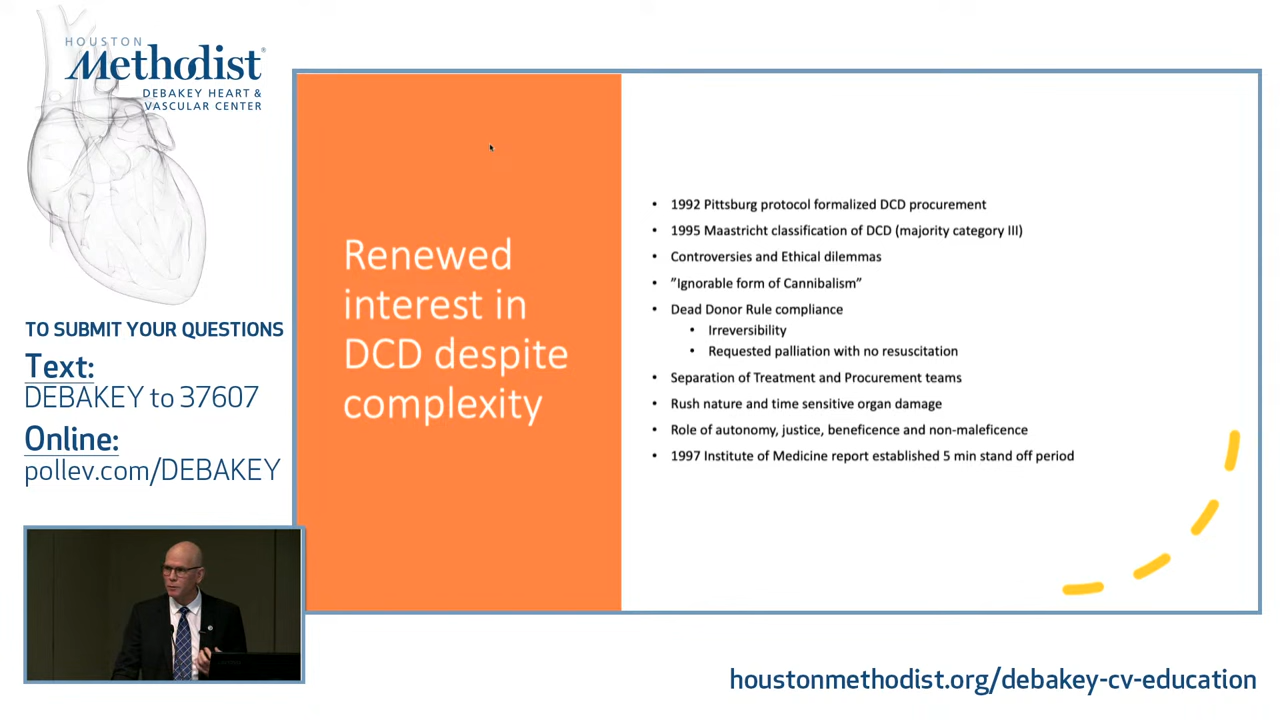 HOUSTON
Methodist®
DEBAKEY HEART &
VASCULAR CENTER
TO SUBMIT YOUR QUESTIONS
Text:
DEBAKEY to 37607
Online:
pollev.com/DEBAKEY
Renewed
interest in
DCD despite
complexity
• 1992 Pittsburg protocol formalized DCD procurement
• 1995 Maastricht classification of DCD (majority category III)
• Controversies and Ethical dilemmas
• ”Ignorable form of Cannibalism”
• Dead Donor Rule compliance
• Irreversibility
• Requested palliation with no resuscitation
• Separation of Treatment and Procurement teams
• Rush nature and time sensitive organ damage
• Role of autonomy, justice, beneficence and non-maleficence
• 1997 Institute of Medicine report established 5 min stand off period
houstonmethodist.org/debakey-cv-education